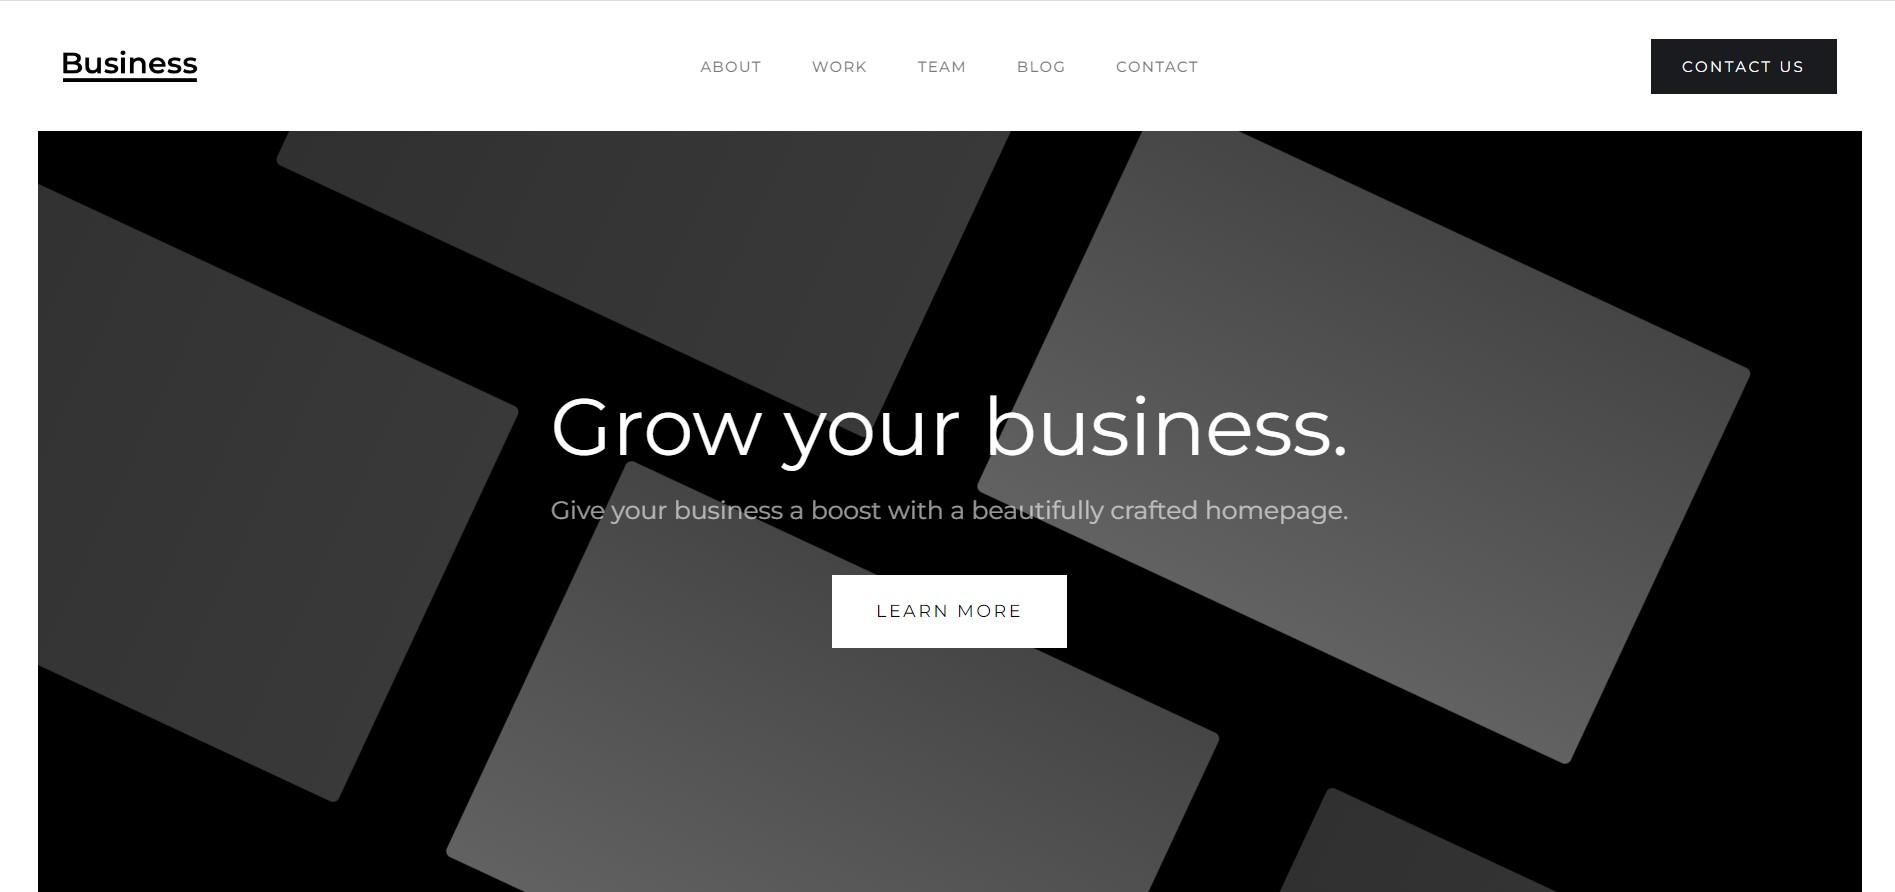 Business
ABOUT WORK TEAM BLOG CONTACT
CONTACT US
Grow your business.
Give your business a boost with a beautifully crafted homepage.
LEARN MORE